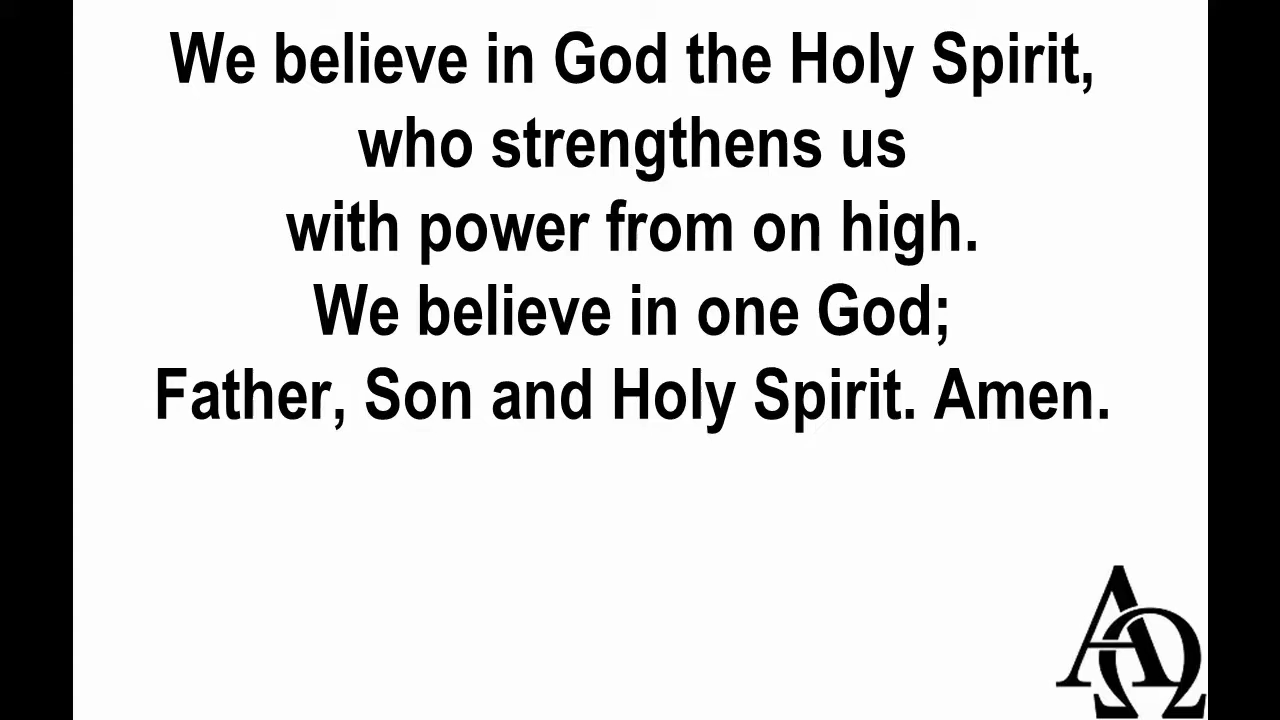 We believe in God the Holy Spirit,
who strengthens us
with power from on high.
We believe in one God;
Father, Son and Holy Spirit. Amen.
ΑΩ